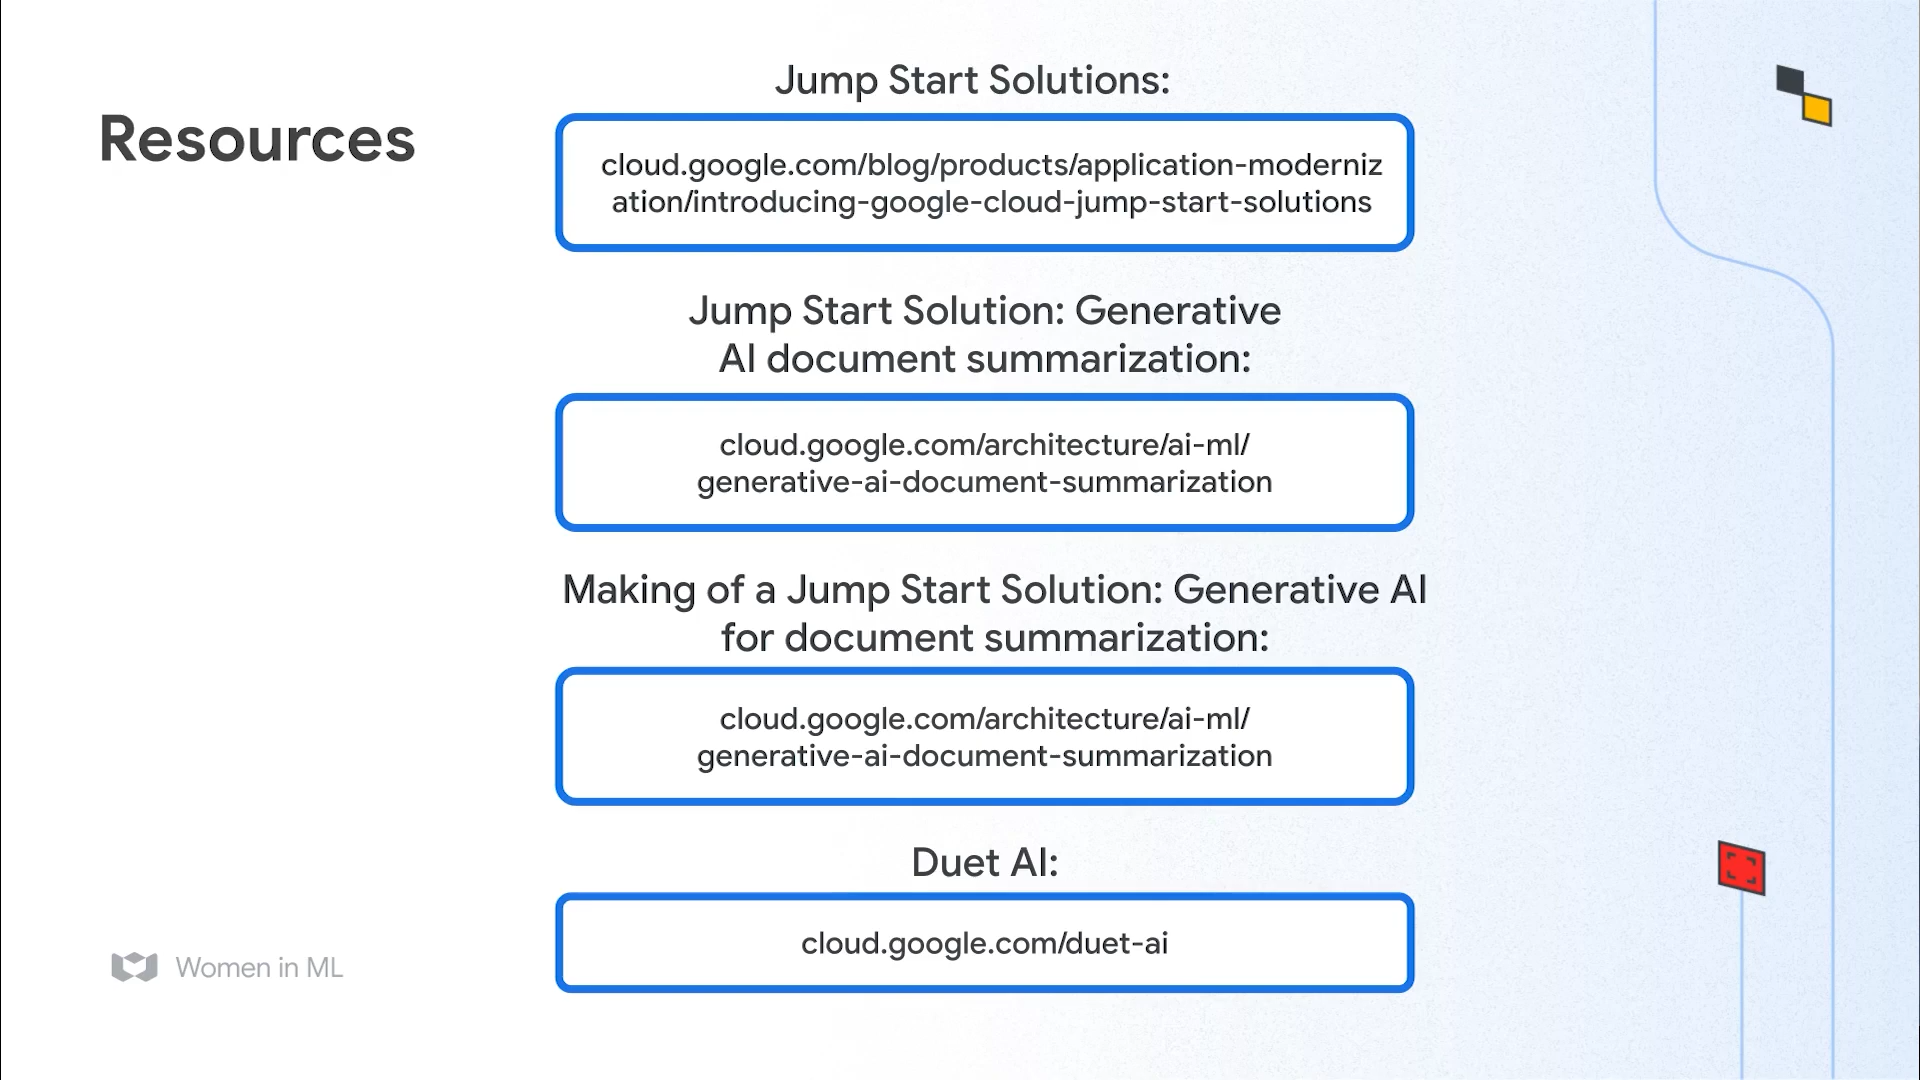 Resources
Jump Start Solutions:
cloud.google.com/blog/products/application-moderniz
ation/introducing-google-cloud-jump-start-solutions
Jump Start Solution: Generative
AI document summarization:
cloud.google.com/architecture/ai-ml/
generative-ai-document-summarization
Making of a Jump Start Solution: Generative AI
for document summarization:
cloud.google.com/architecture/ai-ml/
generative-ai-document-summarization
Duet AI:
cloud.google.com/duet-ai
Women in ML